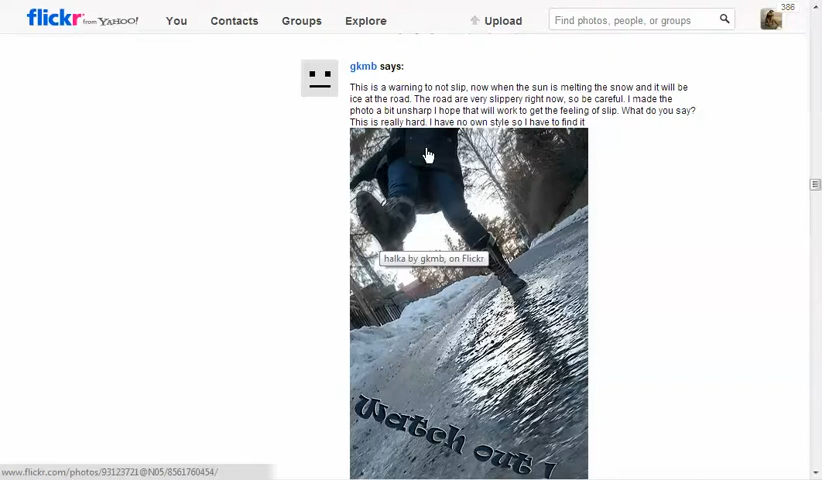 flickr from YAHOO! You Contacts Groups Explore Upload Find photos, people, or groups 386
gkmb says:
This is a warning to not slip, now when the sun is melting the snow and it will be
ice at the road. The road are very slippery right now, so be careful. I made the
photo a bit unsharp I hope that will work to get the feeling of slip. What do you say?
This is really hard. I have no own style so I have to find it
halka by gkmb, on Flickr
Watch out !
www.flickr.com/photos/93123721@N05/8561760454/